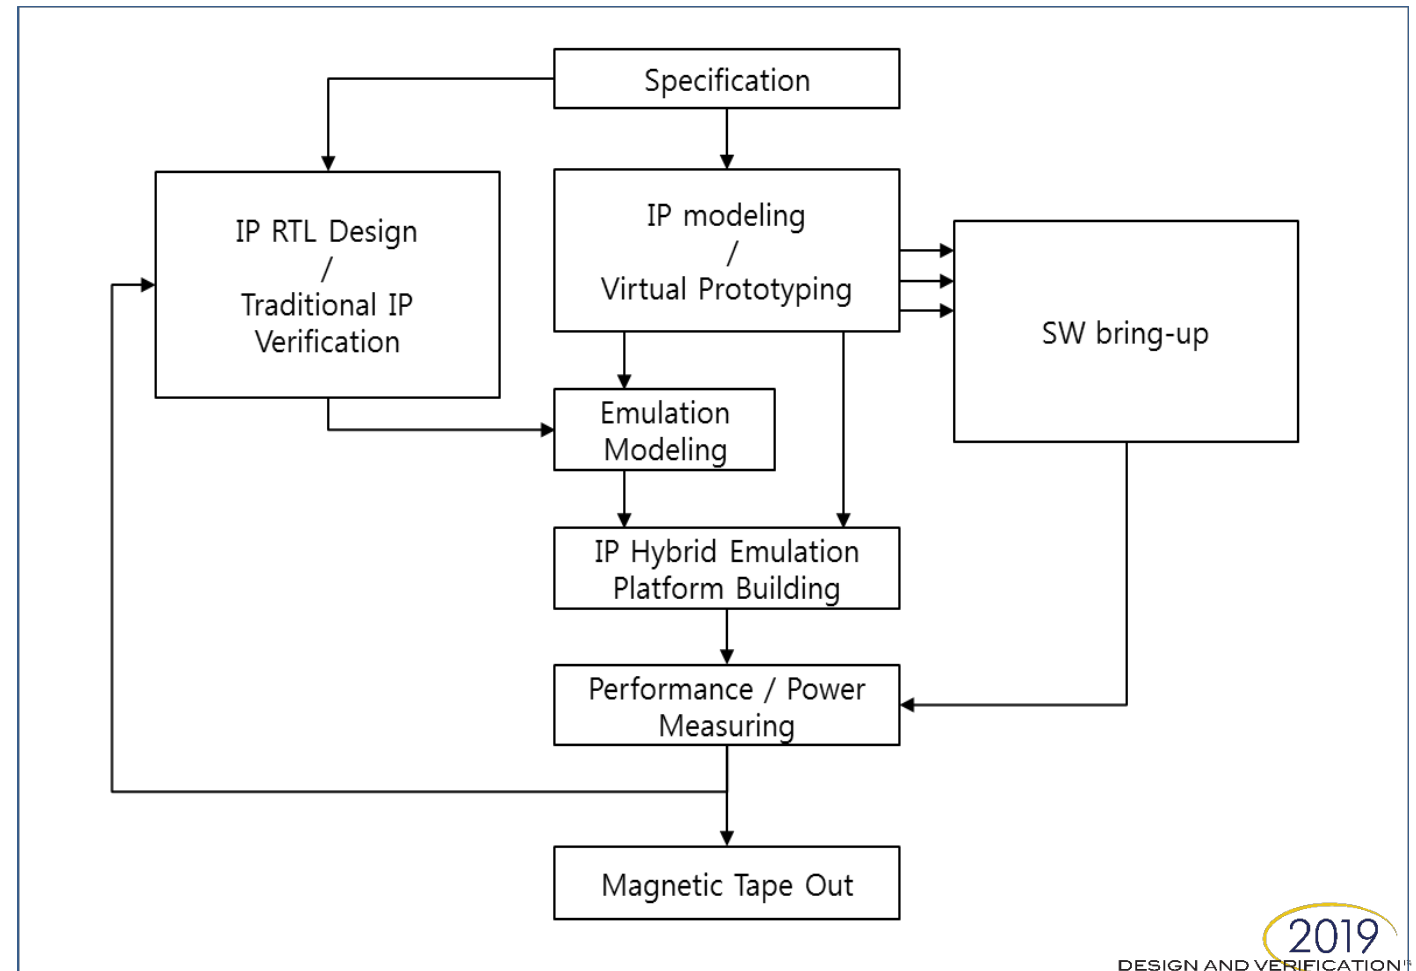 Specification
IP RTL Design
/
Traditional IP
Verification
IP modeling
/
Virtual Prototyping
SW bring-up
Emulation
Modeling
IP Hybrid Emulation
Platform Building
Performance / Power
Measuring
Magnetic Tape Out
2019
DESIGN AND VERIFICATION